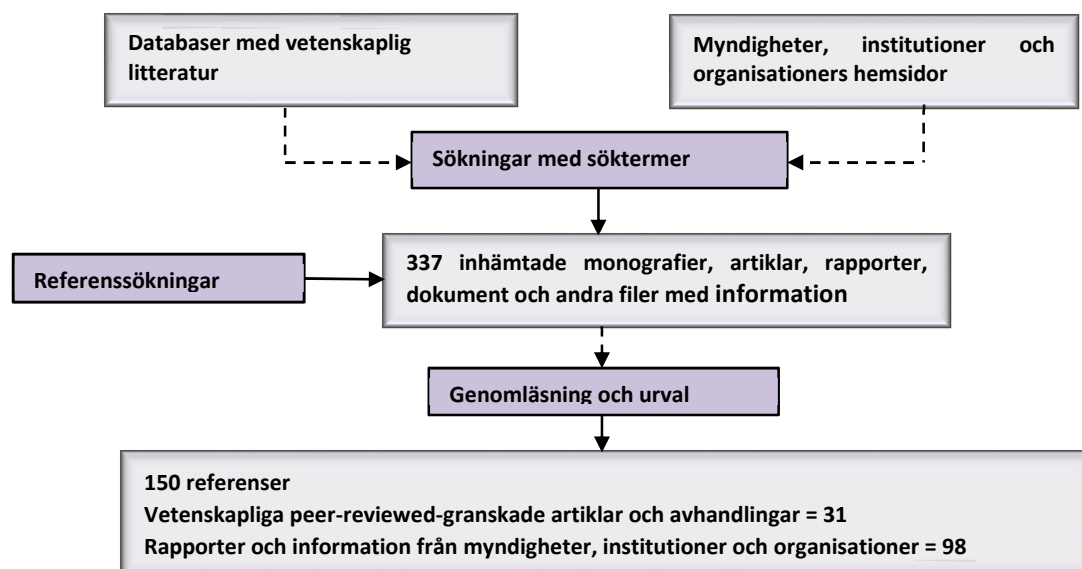 Databaser med vetenskaplig
litteratur
Myndigheter, institutioner och
organisationers hemsidor
Sökningar med söktermer
Referenssökningar
337 inhämtade monografier, artiklar, rapporter,
dokument och andra filer med information
Genomläsning och urval
150 referenser
Vetenskapliga peer-reviewed-granskade artiklar och avhandlingar = 31
Rapporter och information från myndigheter, institutioner och organisationer = 98